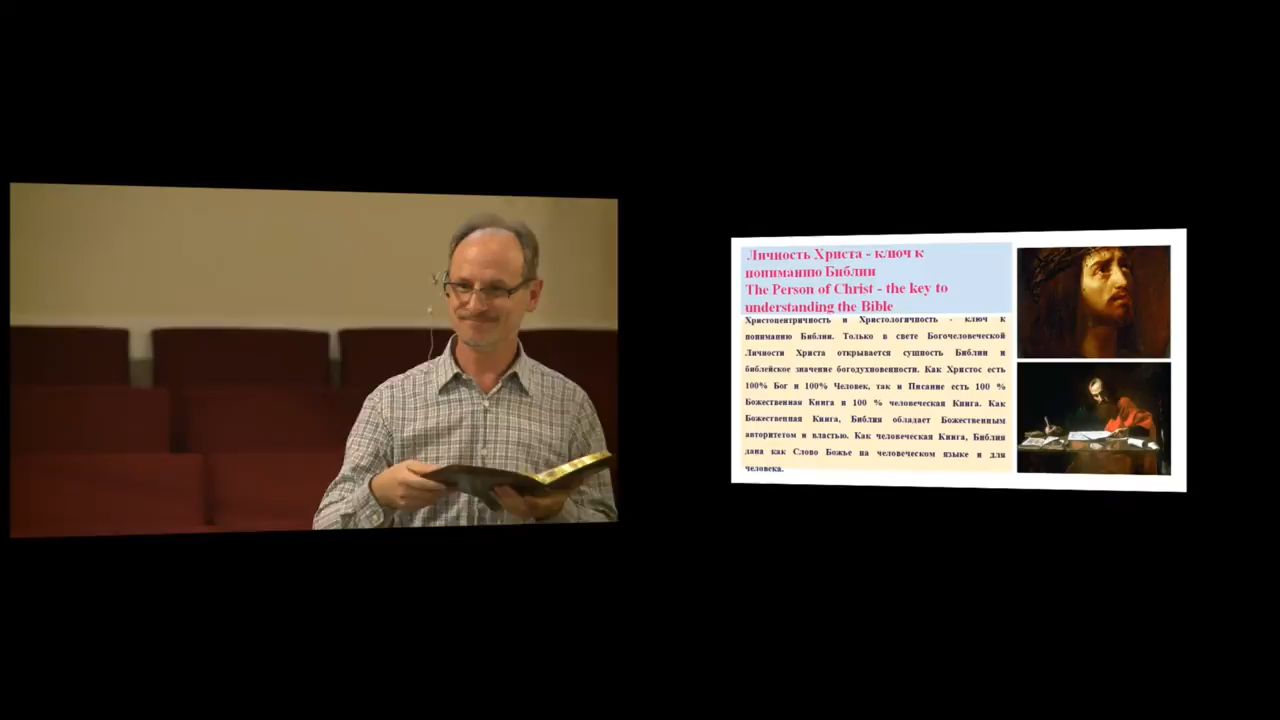 Личность Христа - ключ к
пониманию Библии
The Person of Christ - the key to
understanding the Bible
Христоцентричность и Христологичность - ключ к
пониманию Библии. Только в свете Богочеловеческой
Личности Христа открывается сущность Библии и
библейское значение богодухновенности. Как Христос есть
100% Бог и 100% Человек, так и Писание есть 100 %
Божественная Книга и 100 % человеческая Книга. Как
Божественная Книга, Библия обладает Божественным
авторитетом и властью. Как человеческая Книга, Библия
дана как Слово Божье на человеческом языке и для
человека.